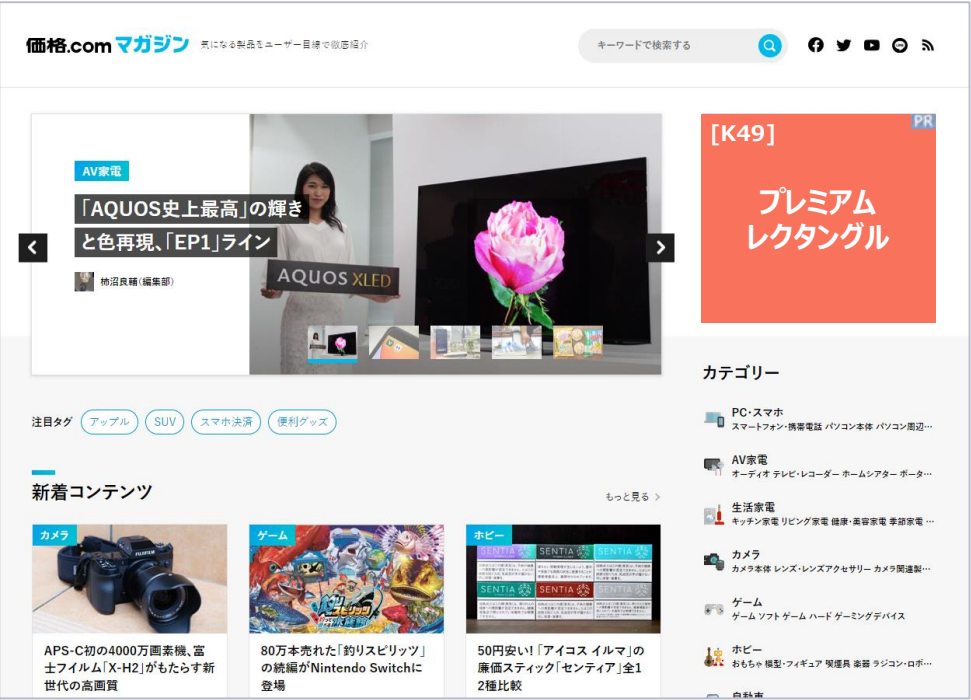 価格.com マガジン
気になる製品をユーザー目線で徹底紹介
キーワードで検索する
AV家電
「AQUOS史上最高」の輝き
と色再現、「EP1」ライン
柿沼良輔(編集部)
AQUOS XLED
PR
[K49]
プレミアム
レクタングル
注目タグ
アップル
SUV
スマホ決済
便利グッズ
新着コンテンツ
もっと見る
カメラ
FUJIFILM
APS-C初の4000万画素機、富
士フイルム「X-H2」がもたらす新
世代の高画質
ゲーム
釣りスピリッツ
80万本売れた「釣りスピリッツ」
の続編がNintendo Switchに
登場
ホビー
SENTIA SENTIA SENTIA
SENTIA SENTIA SENTIA
50円安い! 「アイコス イルマ」の
廉価スティック「センティア」全1
2種比較
カテゴリー
PC・スマホ
スマートフォン・携帯電話 パソコン本体 パソコン周辺…
AV家電
オーディオ テレビ・レコーダー ホームシアター ポータ…
生活家電
キッチン家電 リビング家電 健康・美容家電 季節家電 …
カメラ
カメラ本体 レンズ・レンズアクセサリー カメラ関連製…
ゲーム
ゲームソフト ゲームハード ゲーミングデバイス
ホビー
おもちゃ 模型・フィギュア 喫煙具 楽器 ラジコン・ロボ…
自動車